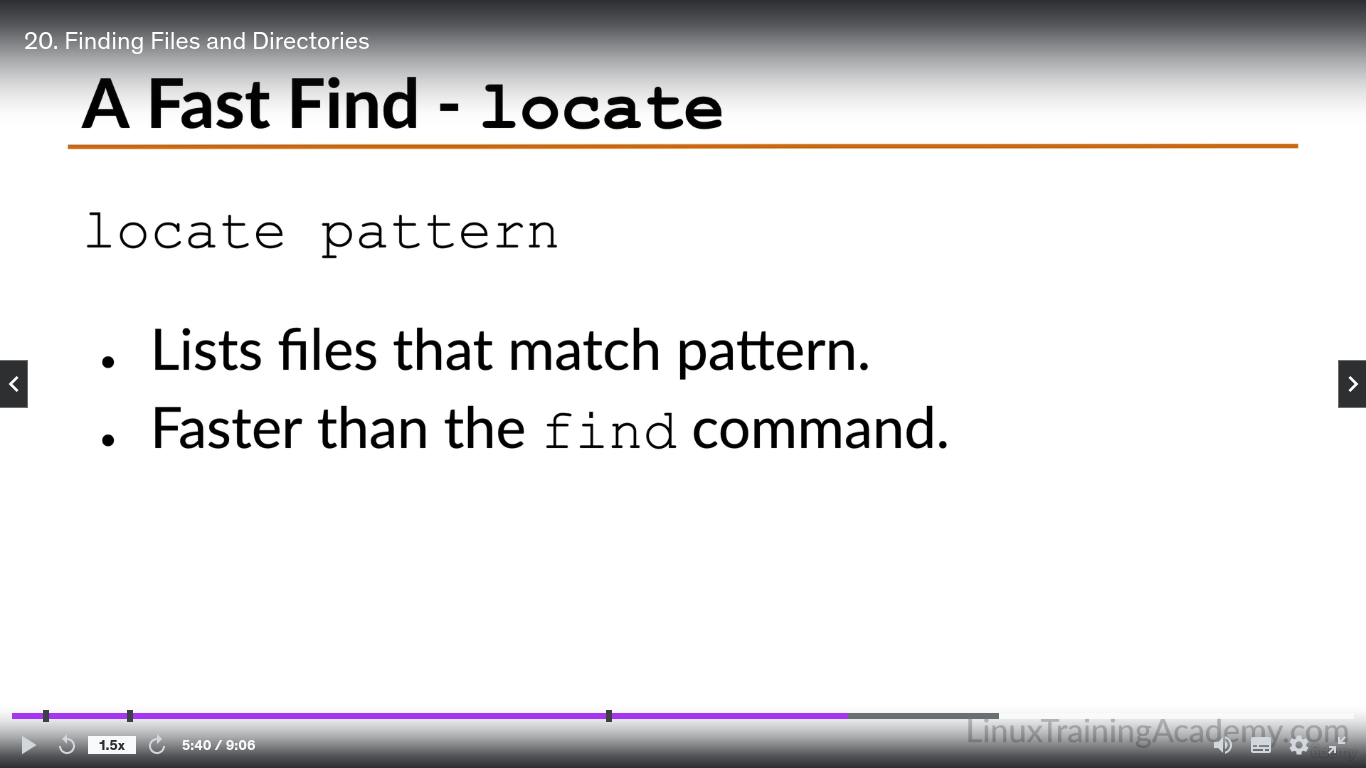 20. Finding Files and Directories
A Fast Find - locate
locate pattern
• Lists files that match pattern.
• Faster than the find command.
LinuxTrainingAcademy.com
1.5x
5:40 / 9:06